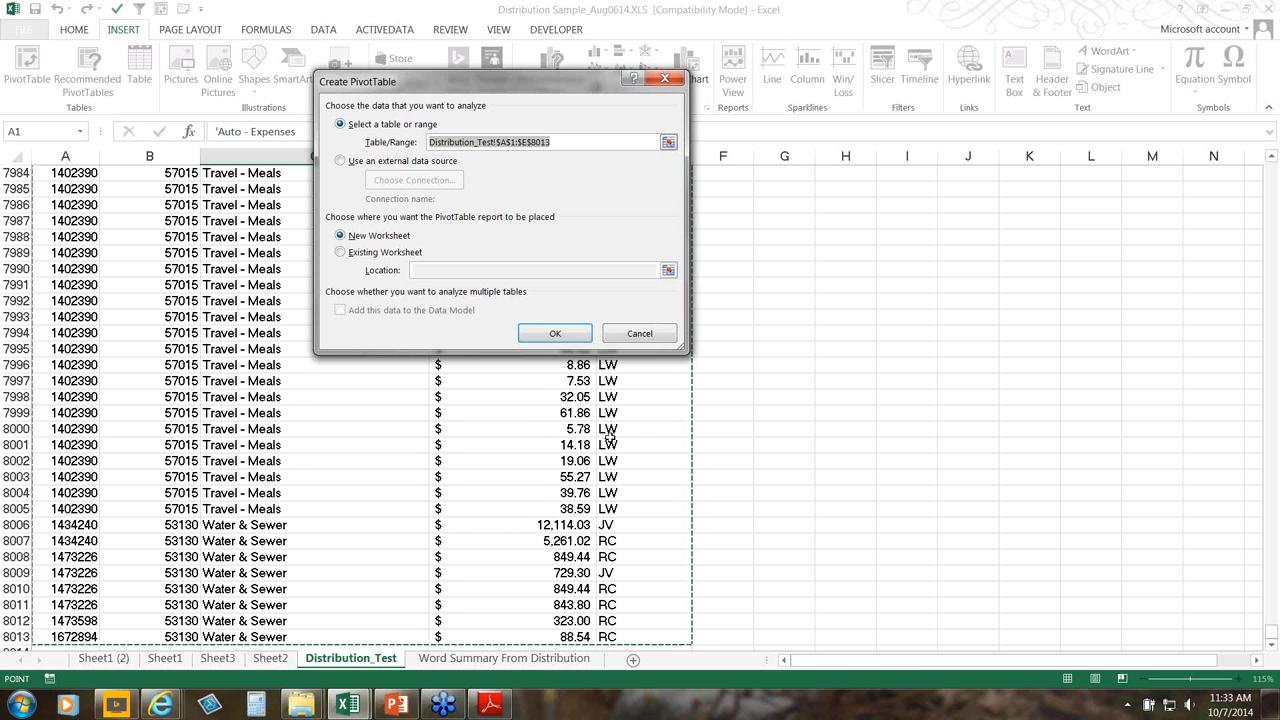 Distribution Sample_Aug0614.XLS [Compatibility Mode] - Excel
FILE HOME INSERT PAGE LAYOUT FORMULAS DATA ACTIVEDATA REVIEW VIEW DEVELOPER Microsoft account
PivotTable Recommended PivotTables Table
Pictures Online Pictures Shapes SmartArt
Store
Power View Line Column Win/Loss Slicer Timeline Hyperlink Text Box Header & Footer
WordArt
Signature Line
Object
Equation Symbol
Tables Illustrations Reports Sparklines Filters Links Text Symbols
A1 'Auto - Expenses
Create PivotTable
Choose the data that you want to analyze
Select a table or range
Table/Range: Distribution_Test!$A$1:$E$8013
Use an external data source
Choose Connection...
Connection name:
Choose where you want the PivotTable report to be placed
New Worksheet
Existing Worksheet
Location:
Choose whether you want to analyze multiple tables
Add this data to the Data Model
OK Cancel
A B F G H I J K L M N
7984 1402390 57015 Travel - Meals
7985 1402390 57015 Travel - Meals
7986 1402390 57015 Travel - Meals
7987 1402390 57015 Travel - Meals
7988 1402390 57015 Travel - Meals
7989 1402390 57015 Travel - Meals
7990 1402390 57015 Travel - Meals
7991 1402390 57015 Travel - Meals
7992 1402390 57015 Travel - Meals
7993 1402390 57015 Travel - Meals
7994 1402390 57015 Travel - Meals
7995 1402390 57015 Travel - Meals
7996 1402390 57015 Travel - Meals $ 8.86 LW
7997 1402390 57015 Travel - Meals $ 7.53 LW
7998 1402390 57015 Travel - Meals $ 32.05 LW
7999 1402390 57015 Travel - Meals $ 61.86 LW
8000 1402390 57015 Travel - Meals $ 5.78 LW
8001 1402390 57015 Travel - Meals $ 14.18 LW
8002 1402390 57015 Travel - Meals $ 19.06 LW
8003 1402390 57015 Travel - Meals $ 55.27 LW
8004 1402390 57015 Travel - Meals $ 39.76 LW
8005 1402390 57015 Travel - Meals $ 38.59 LW
8006 1434240 53130 Water & Sewer $ 12,114.03 JV
8007 1434240 53130 Water & Sewer $ 5,261.02 RC
8008 1473226 53130 Water & Sewer $ 849.44 RC
8009 1473226 53130 Water & Sewer $ 729.30 JV
8010 1473226 53130 Water & Sewer $ 849.44 RC
8011 1473226 53130 Water & Sewer $ 843.80 RC
8012 1473598 53130 Water & Sewer $ 323.00 RC
8013 1672894 53130 Water & Sewer $ 88.54 RC
Sheet1 (2) Sheet1 Sheet3 Sheet2 Distribution_Test Word Summary From Distribution
POINT 115%
11:33 AM
10/7/2014